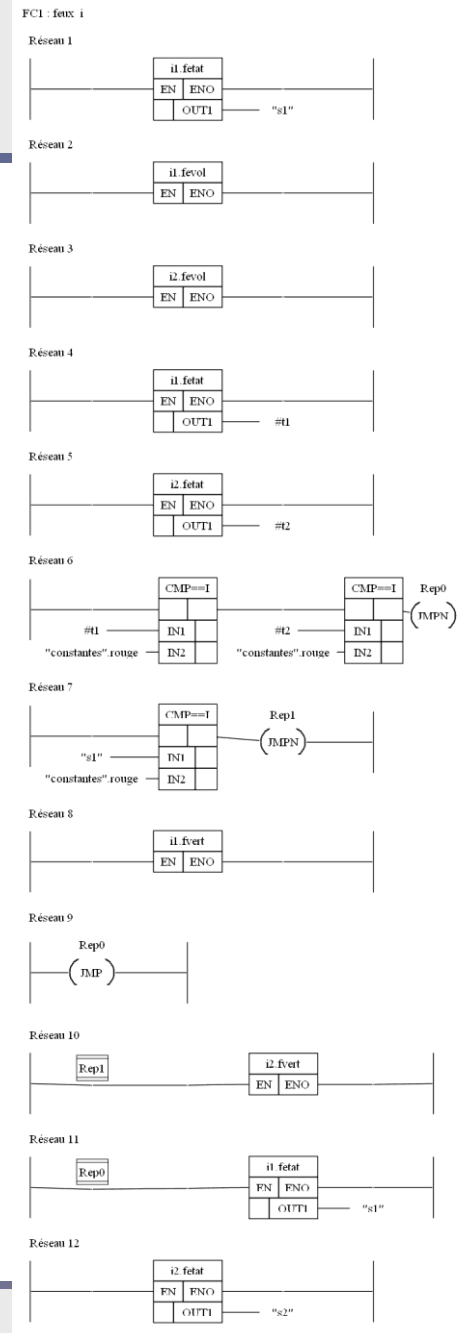 FC1 : feux i
Réseau 1
i1.fetat
EN ENO
OUT1 "s1"
Réseau 2
i1.fevol
EN ENO
Réseau 3
i2.fevol
EN ENO
Réseau 4
i1.fetat
EN ENO
OUT1 #t1
Réseau 5
i2.fetat
EN ENO
OUT1 #t2
Réseau 6
CMP==I CMP==I Rep0
JMPN
#t1 IN1 #t2 IN1
"constantes".rouge IN2 "constantes".rouge IN2
Réseau 7
CMP==I Rep1
JMPN
"s1" IN1
"constantes".rouge IN2
Réseau 8
i1.fvert
EN ENO
Réseau 9
Rep0
JMP
Réseau 10
Rep1 i2.fvert
EN ENO
Réseau 11
Rep0 i1.fetat
EN ENO
OUT1 "s1"
Réseau 12
i2.fetat
EN ENO
OUT1 "s2"